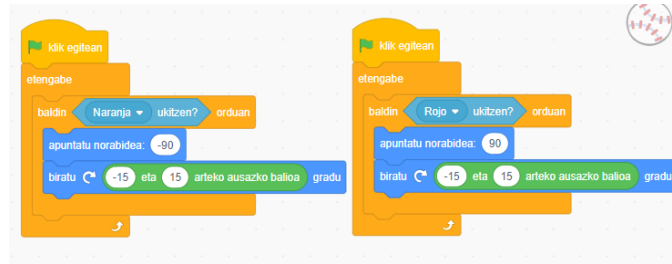 klik egitean
etengabe
baldin Naranja ukitzen? orduan
apuntatu norabidea: -90
biratu -15 eta 15 arteko ausazko balioa gradu
klik egitean
etengabe
baldin Rojo ukitzen? orduan
apuntatu norabidea: 90
biratu -15 eta 15 arteko ausazko balioa gradu